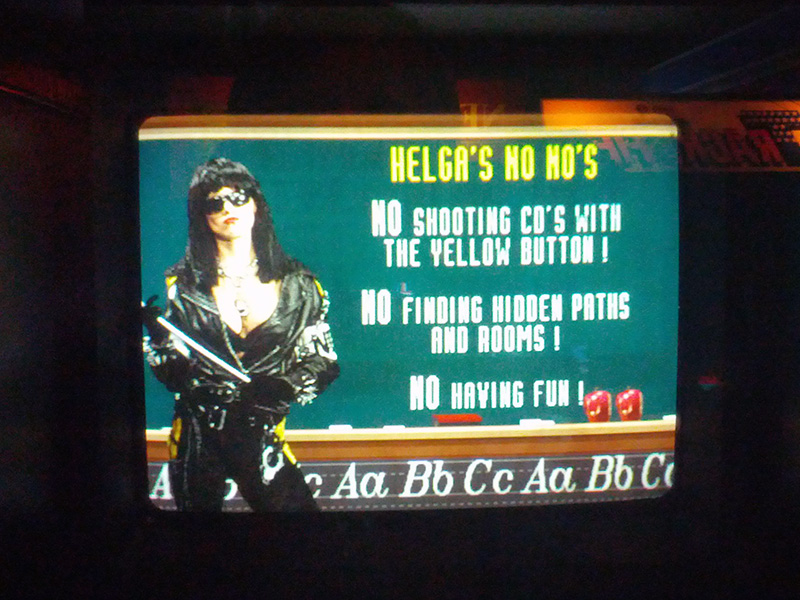 HELGA'S NO NO'S
NO SHOOTING CD'S WITH
THE YELLOW BUTTON!
NO FINDING HIDDEN PATHS
AND ROOMS!
NO HAVING FUN!
Aa Bb Cc Aa Bb Cc